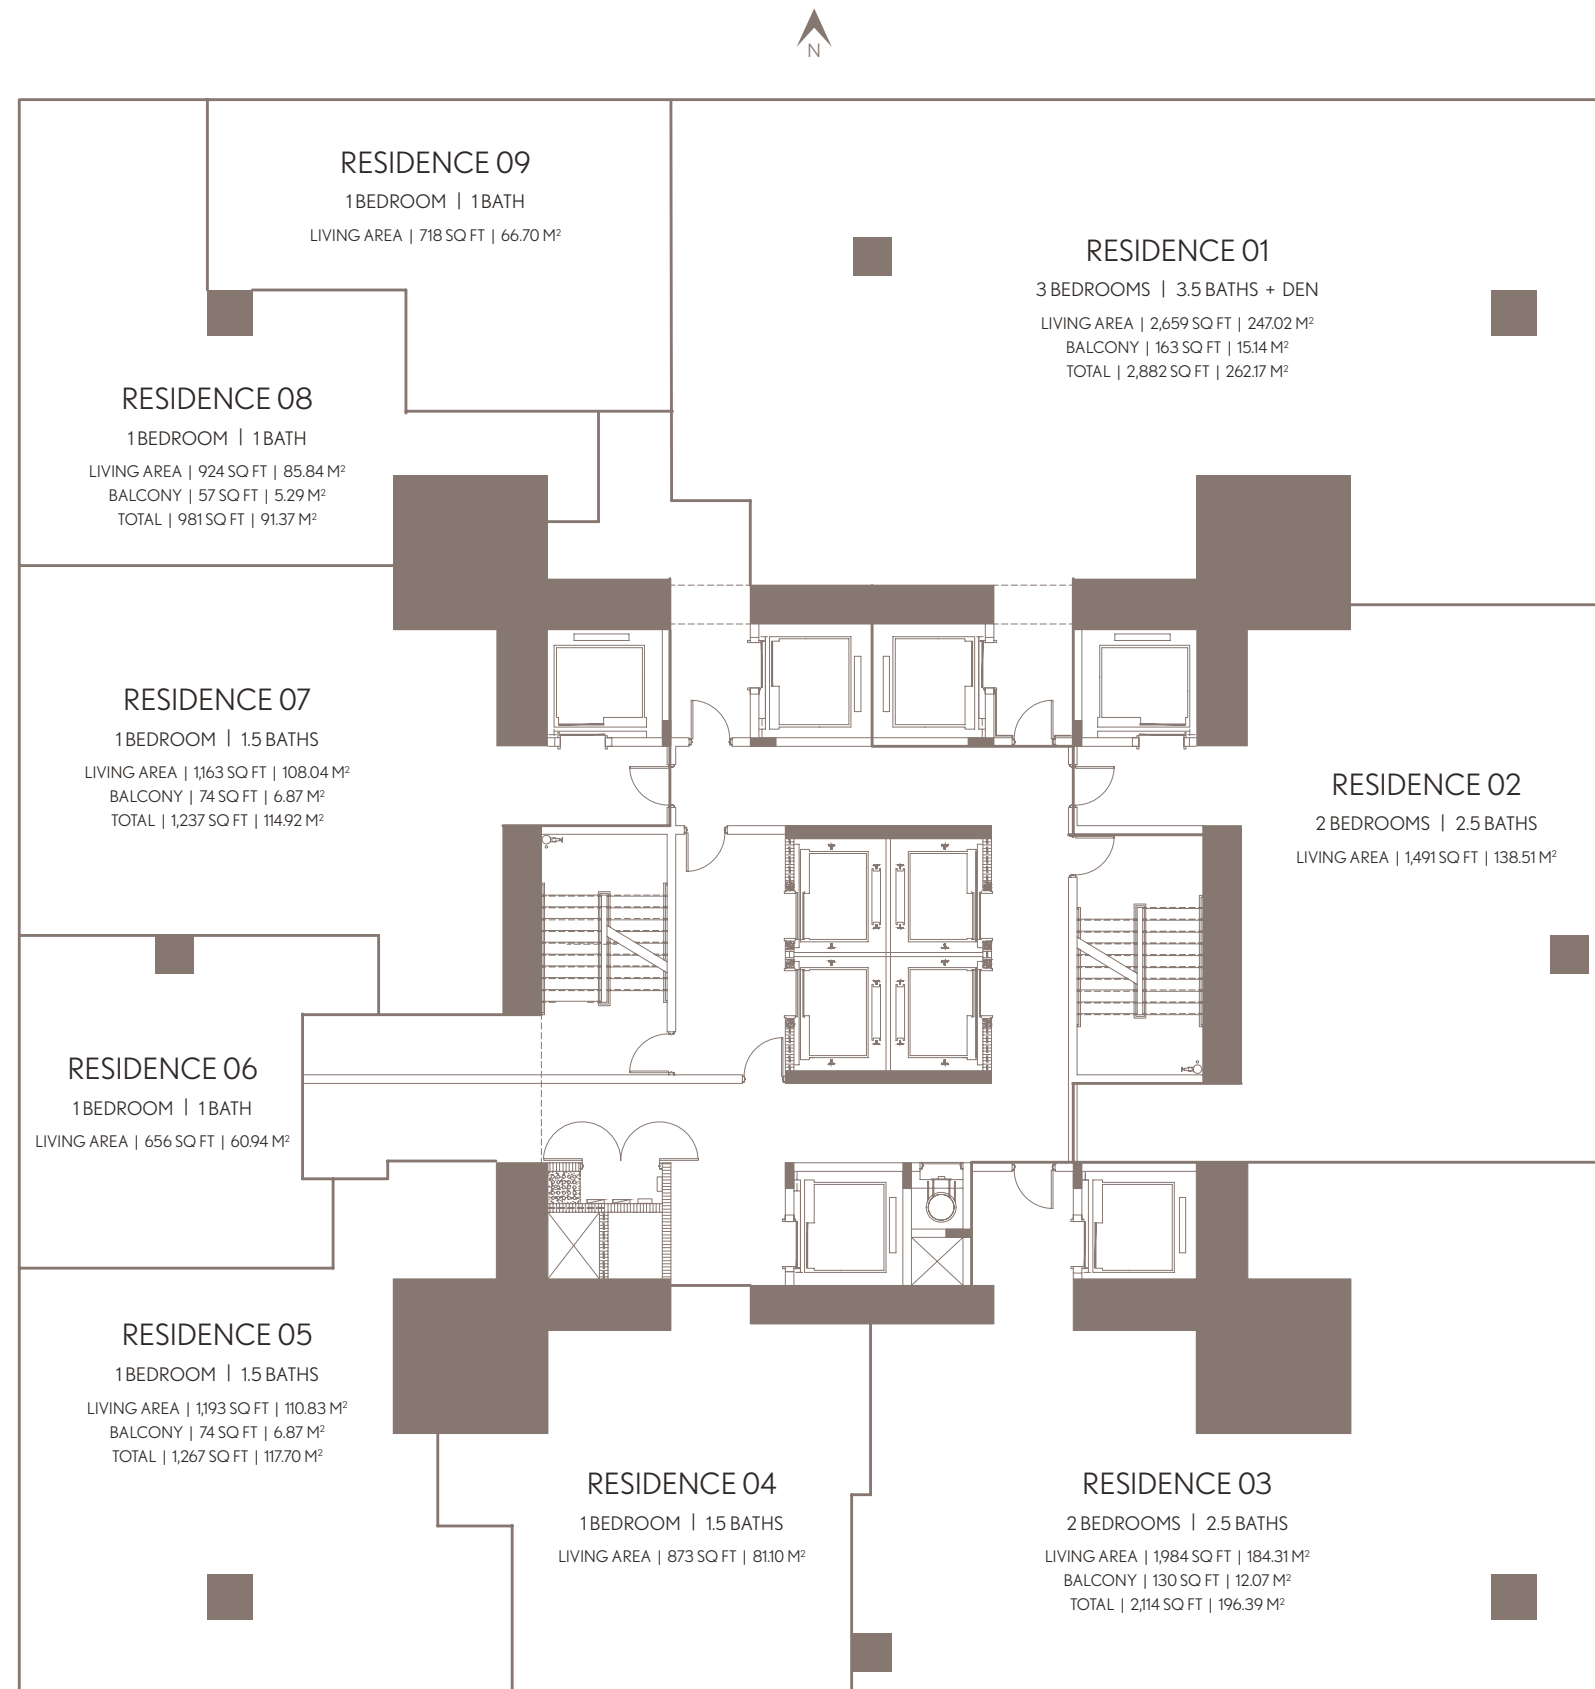 N
RESIDENCE 09
1 BEDROOM | 1 BATH
LIVING AREA | 718 SQ FT | 66.70 M²
RESIDENCE 01
3 BEDROOMS | 3.5 BATHS + DEN
LIVING AREA | 2,659 SQ FT | 247.02 M²
BALCONY | 163 SQ FT | 15.14 M²
TOTAL | 2,882 SQ FT | 262.17 M²
RESIDENCE 08
1 BEDROOM | 1 BATH
LIVING AREA | 924 SQ FT | 85.84 M²
BALCONY | 57 SQ FT | 5.29 M²
TOTAL | 981 SQ FT | 91.37 M²
RESIDENCE 07
1 BEDROOM | 1.5 BATHS
LIVING AREA | 1,163 SQ FT | 108.04 M²
BALCONY | 74 SQ FT | 6.87 M²
TOTAL | 1,237 SQ FT | 114.92 M²
RESIDENCE 02
2 BEDROOMS | 2.5 BATHS
LIVING AREA | 1,491 SQ FT | 138.51 M²
RESIDENCE 06
1 BEDROOM | 1 BATH
LIVING AREA | 656 SQ FT | 60.94 M²
RESIDENCE 05
1 BEDROOM | 1.5 BATHS
LIVING AREA | 1,193 SQ FT | 110.83 M²
BALCONY | 74 SQ FT | 6.87 M²
TOTAL | 1,267 SQ FT | 117.70 M²
RESIDENCE 04
1 BEDROOM | 1.5 BATHS
LIVING AREA | 873 SQ FT | 81.10 M²
RESIDENCE 03
2 BEDROOMS | 2.5 BATHS
LIVING AREA | 1,984 SQ FT | 184.31 M²
BALCONY | 130 SQ FT | 12.07 M²
TOTAL | 2,114 SQ FT | 196.39 M²